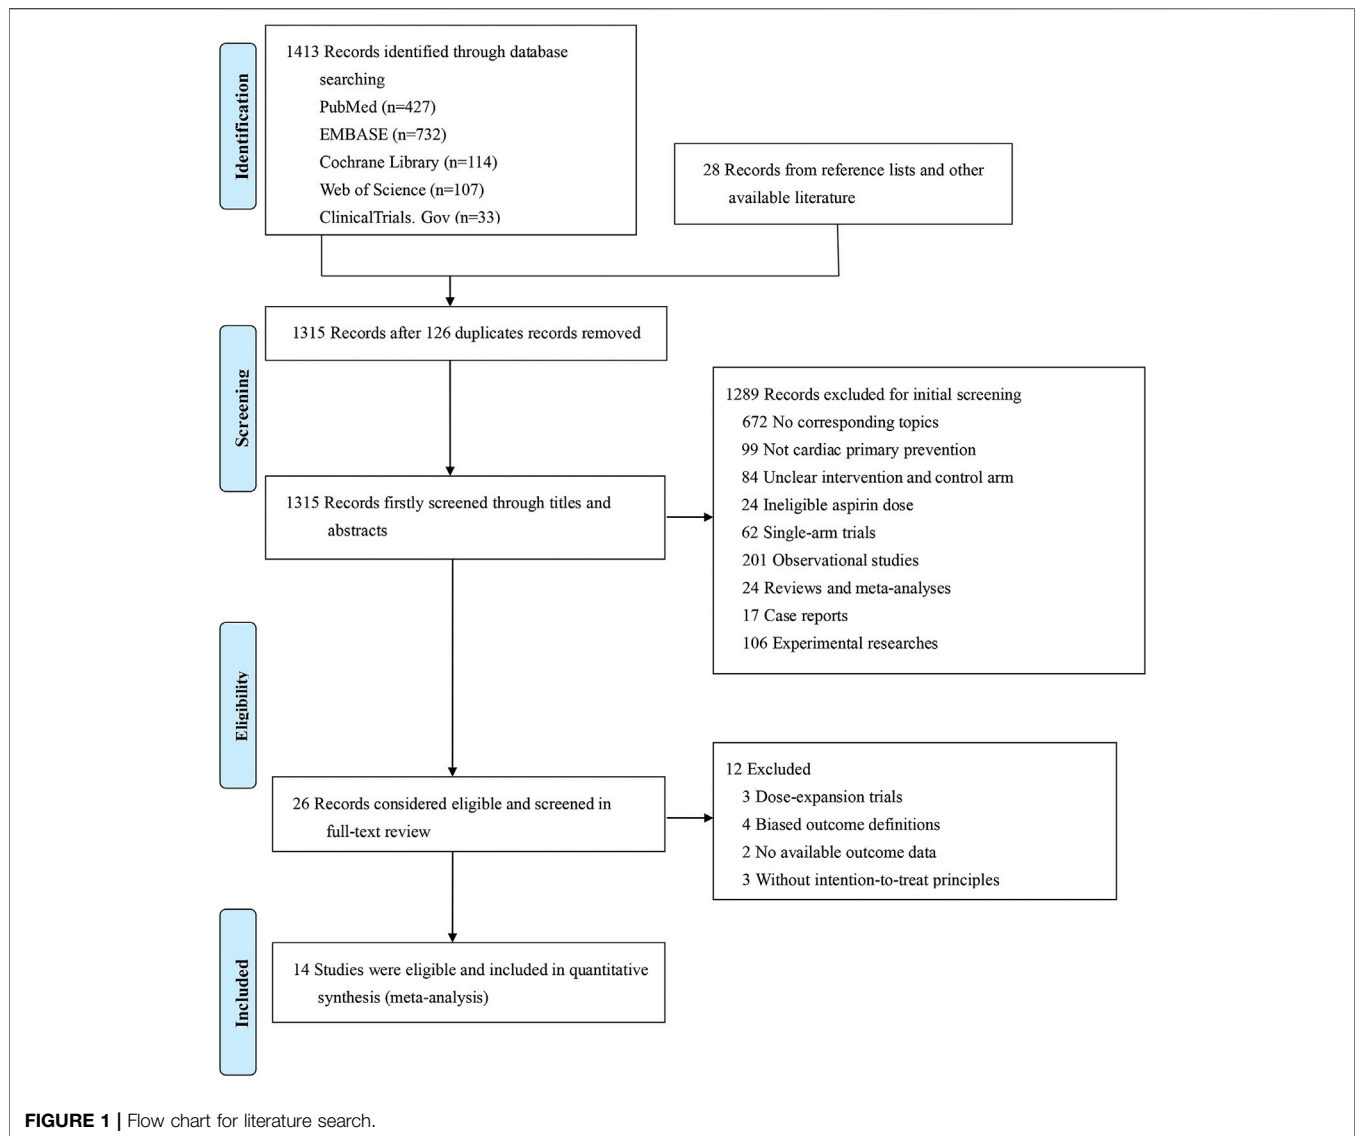 Identification
1413 Records identified through database
searching
PubMed (n=427)
EMBASE (n=732)
Cochrane Library (n=114)
Web of Science (n=107)
ClinicalTrials. Gov (n=33)
28 Records from reference lists and other
available literature
Screening
1315 Records after 126 duplicates records removed
1315 Records firstly screened through titles and
abstracts
1289 Records excluded for initial screening
672 No corresponding topics
99 Not cardiac primary prevention
84 Unclear intervention and control arm
24 Ineligible aspirin dose
62 Single-arm trials
201 Observational studies
24 Reviews and meta-analyses
17 Case reports
106 Experimental researches
Eligibility
26 Records considered eligible and screened in
full-text review
12 Excluded
3 Dose-expansion trials
4 Biased outcome definitions
2 No available outcome data
3 Without intention-to-treat principles
Included
14 Studies were eligible and included in quantitative
synthesis (meta-analysis)
FIGURE 1 | Flow chart for literature search.